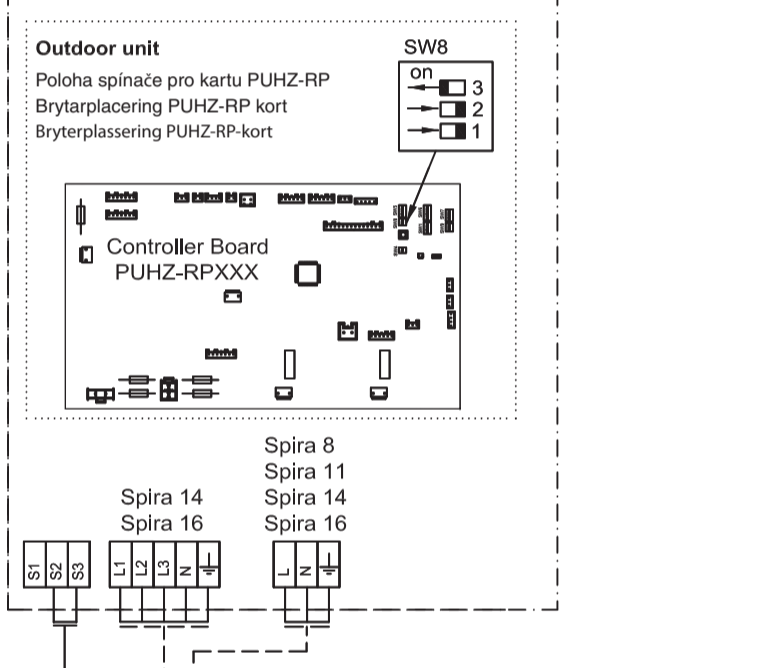 Outdoor unit
Poloha spínače pro kartu PUHZ-RP
Brytarplacering PUHZ-RP kort
Bryterplassering PUHZ-RP-kort
SW8
on
3
2
1
Controller Board
PUHZ-RPXXX
Spira 8
Spira 11
Spira 14
Spira 16
Spira 14
Spira 16
S1 S2 S3
L1 L2 L3 N
L N